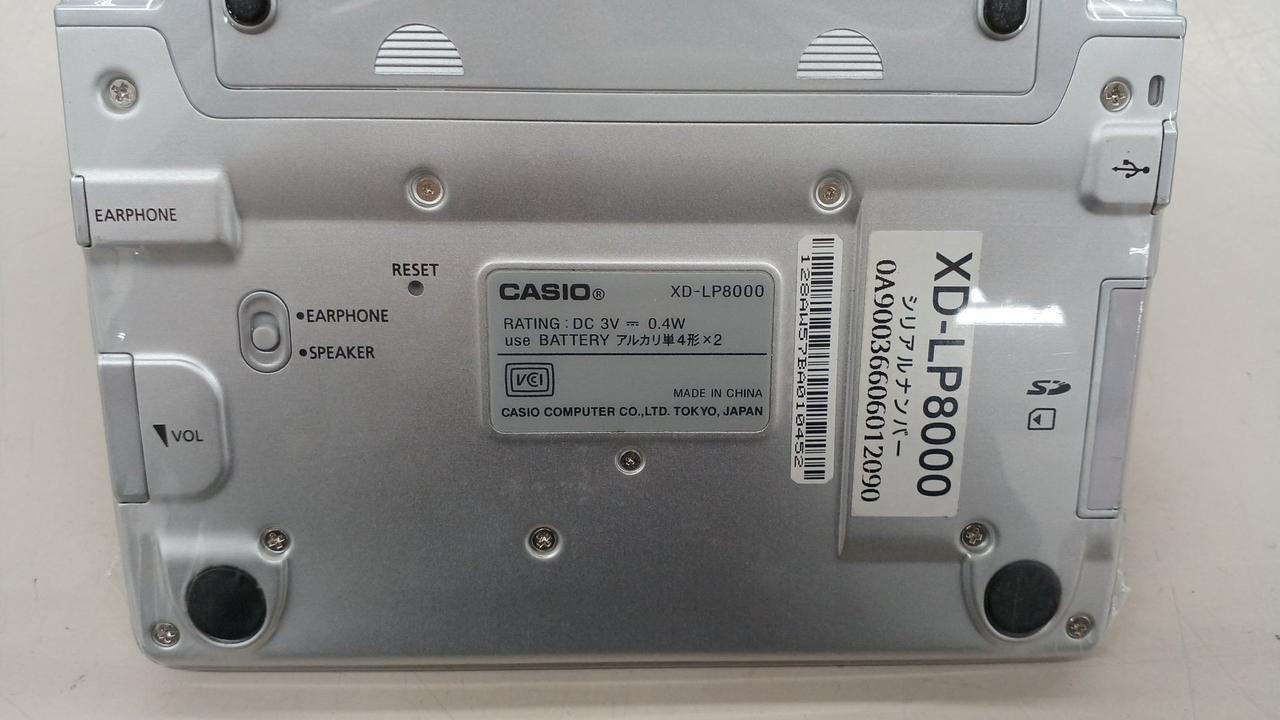 EARPHONE
RESET
•EARPHONE
•SPEAKER
VOL
CASIO® XD-LP8000
RATING : DC 3V ⎓ 0.4W
use BATTERY アルカリ単4形×2
VCI
MADE IN CHINA
CASIO COMPUTER CO.,LTD. TOKYO, JAPAN
128AW57BA010452
XD-LP8000
シリアルナンバー
0A90036606012090
SD